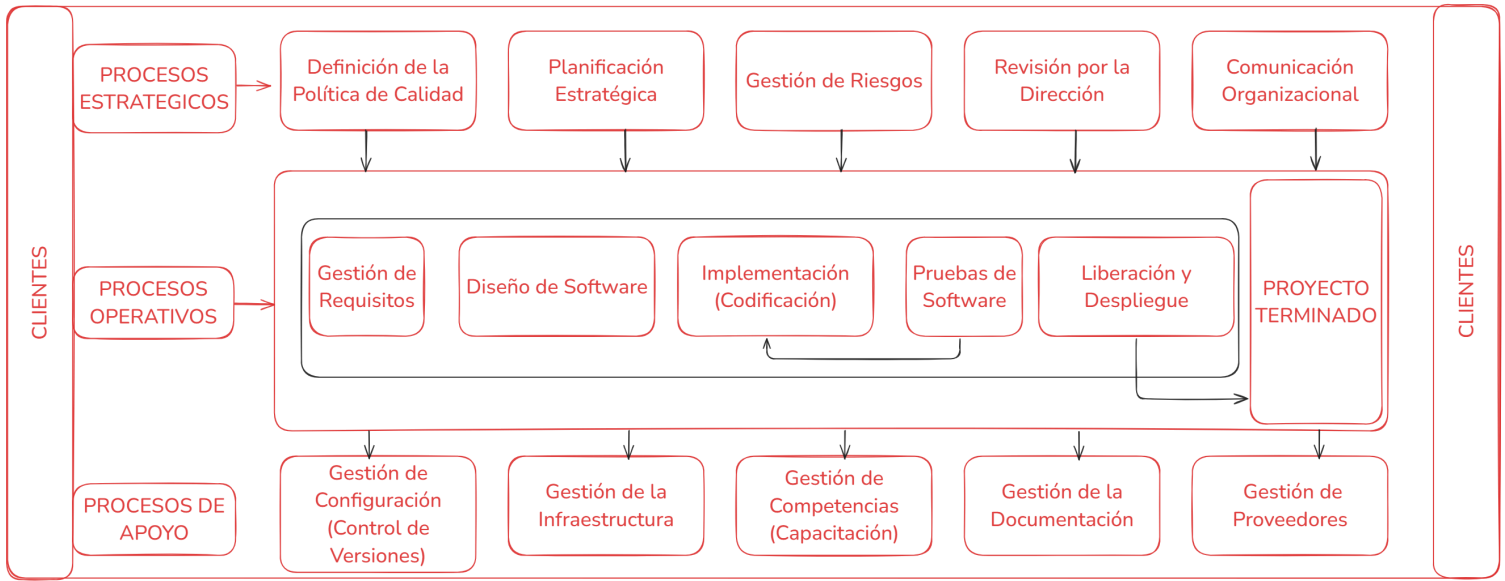 CLIENTES
PROCESOS
ESTRATEGICOS
Definición de la
Política de Calidad
Planificación
Estratégica
Gestión de Riesgos
Revisión por la
Dirección
Comunicación
Organizacional
PROCESOS
OPERATIVOS
Gestión de
Requisitos
Diseño de Software
Implementación
(Codificación)
Pruebas de
Software
Liberación y
Despliegue
PROYECTO
TERMINADO
PROCESOS DE
APOYO
Gestión de
Configuración
(Control de
Versiones)
Gestión de la
Infraestructura
Gestión de
Competencias
(Capacitación)
Gestión de la
Documentación
Gestión de
Proveedores
CLIENTES